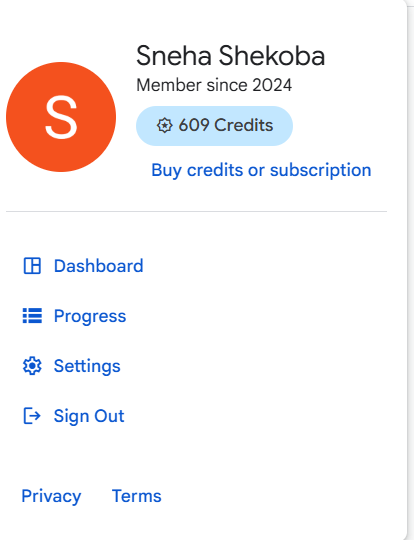 S
Sneha Shekoba
Member since 2024
609 Credits
Buy credits or subscription
Dashboard
Progress
Settings
Sign Out
Privacy Terms